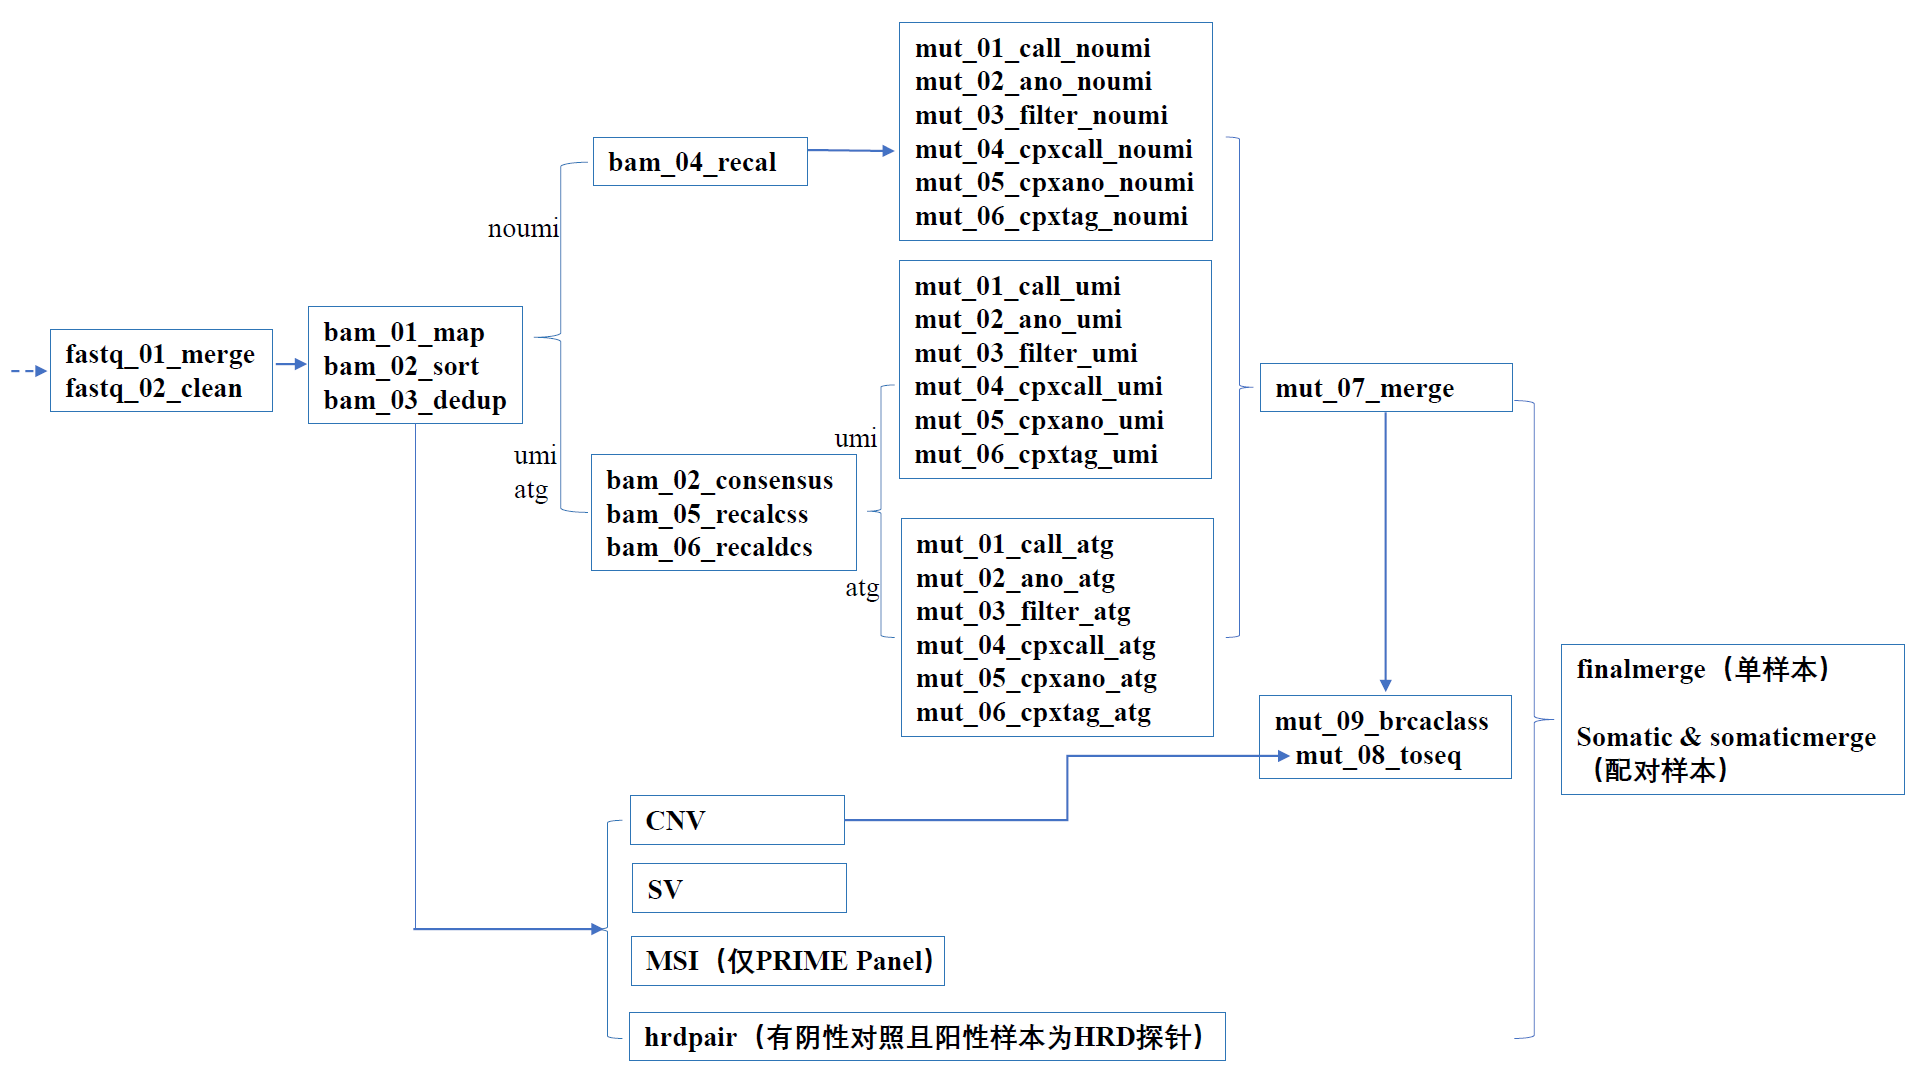 fastq_01_merge
fastq_02_clean
bam_01_map
bam_02_sort
bam_03_dedup
noumi
umi
atg
bam_04_recal
bam_02_consensus
bam_05_recalcss
bam_06_recaldcs
umi
atg
mut_01_call_noumi
mut_02_ano_noumi
mut_03_filter_noumi
mut_04_cpxcall_noumi
mut_05_cpxano_noumi
mut_06_cpxtag_noumi
mut_01_call_umi
mut_02_ano_umi
mut_03_filter_umi
mut_04_cpxcall_umi
mut_05_cpxano_umi
mut_06_cpxtag_umi
mut_01_call_atg
mut_02_ano_atg
mut_03_filter_atg
mut_04_cpxcall_atg
mut_05_cpxano_atg
mut_06_cpxtag_atg
mut_07_merge
mut_09_brcaclass
mut_08_toseq
CNV
SV
MSI（仅PRIME Panel）
hrdpair（有阴性对照且阳性样本为HRD探针）
finalmerge（单样本）
Somatic & somaticmerge
（配对样本）